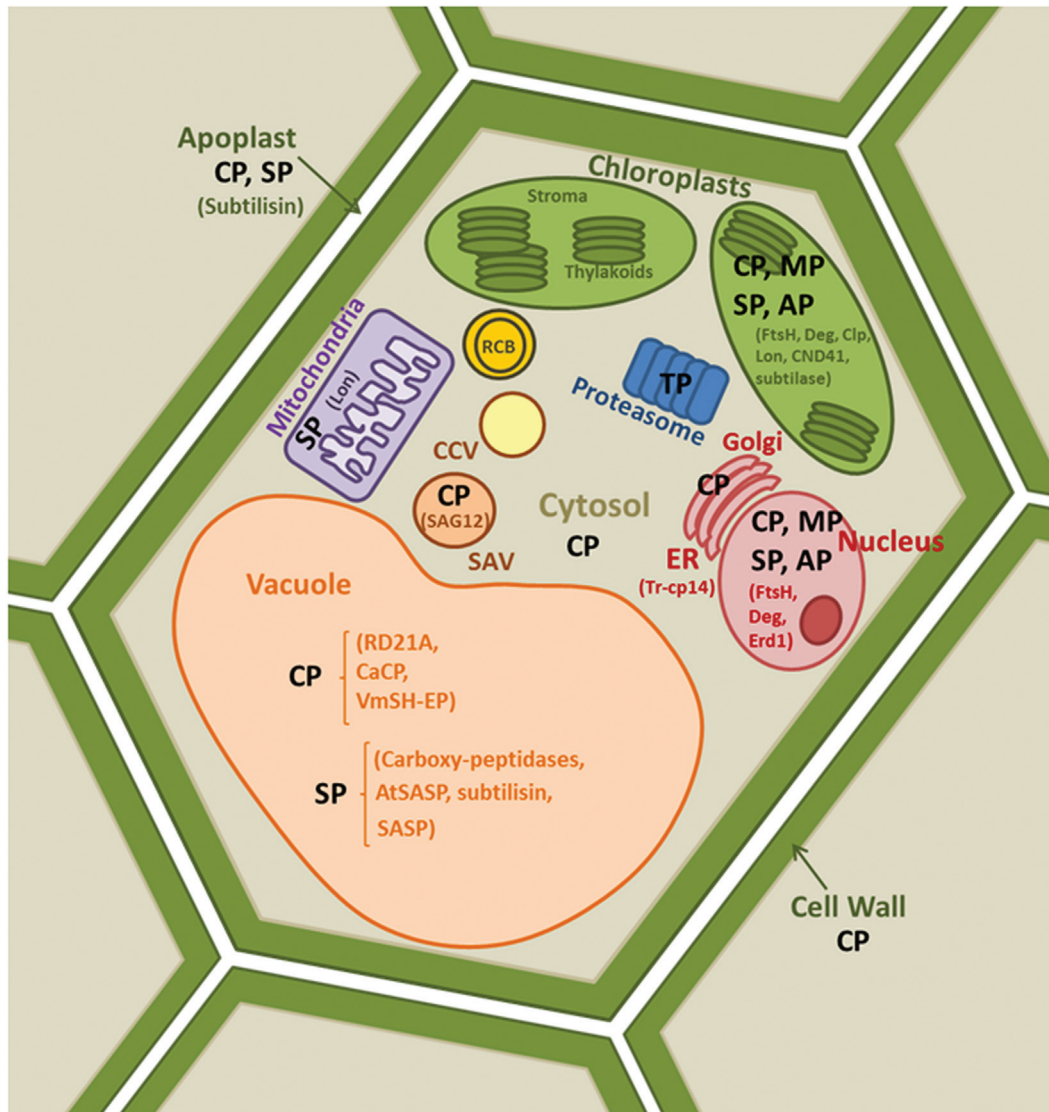 Apoplast
CP, SP
(Subtilisin)
Chloroplasts
Stroma
Thylakoids
CP, MP
SP, AP
(FtsH, Deg, Clp,
Lon, CND41,
subtilase)
Mitochondria
SP (Lon)
RCB
TP
Proteasome
CCV
CP
(SAG12)
SAV
Cytosol
CP
Golgi
CP
ER
(Tr-cp14)
Nucleus
CP, MP
SP, AP
(FtsH,
Deg,
Erd1)
Vacuole
CP
(RD21A,
CaCP,
VmSH-EP)
SP
(Carboxy-peptidases,
AtSASP, subtilisin,
SASP)
Cell Wall
CP